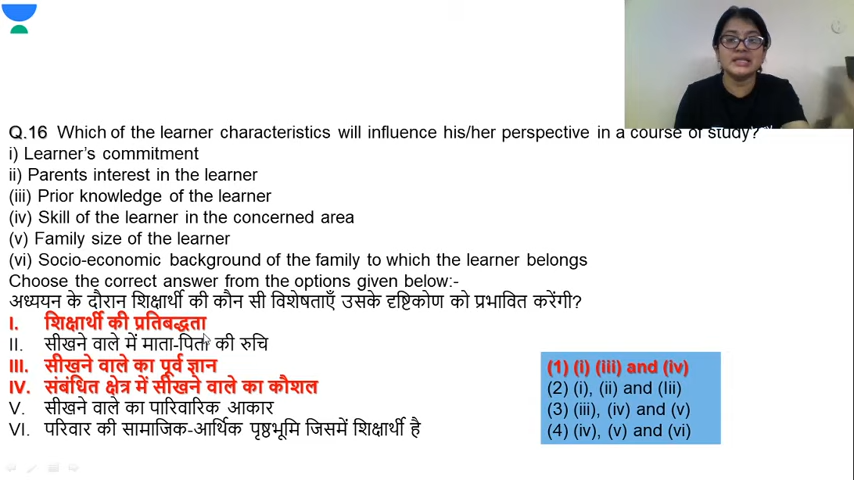 Q.16 Which of the learner characteristics will influence his/her perspective in a course of study?
i) Learner's commitment
ii) Parents interest in the learner
(iii) Prior knowledge of the learner
(iv) Skill of the learner in the concerned area
(v) Family size of the learner
(vi) Socio-economic background of the family to which the learner belongs
Choose the correct answer from the options given below:-
अध्ययन के दौरान शिक्षार्थी की कौन सी विशेषताएँ उसके दृष्टिकोण को प्रभावित करेंगी?
I. शिक्षार्थी की प्रतिबद्धता
II. सीखने वाले में माता-पिता की रुचि
III. सीखने वाले का पूर्व ज्ञान
IV. संबंधित क्षेत्र में सीखने वाले का कौशल
V. सीखने वाले का पारिवारिक आकार
VI. परिवार की सामाजिक-आर्थिक पृष्ठभूमि जिसमें शिक्षार्थी है
(1) (i) (iii) and (iv)
(2) (i), (ii) and (Iii)
(3) (iii), (iv) and (v)
(4) (iv), (v) and (vi)